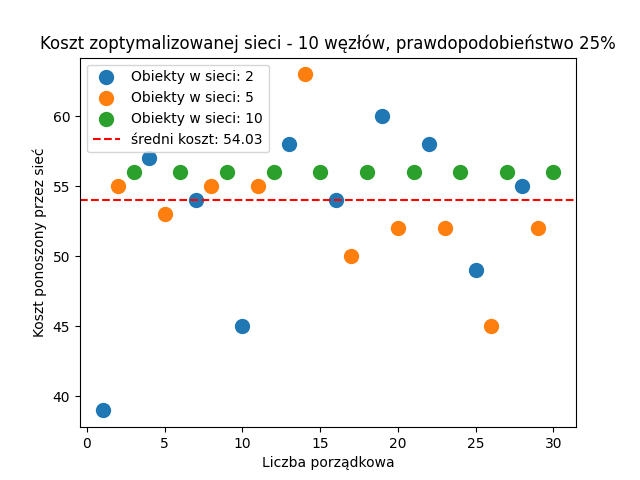 Koszt zoptymalizowanej sieci - 10 węzłów, prawdopodobieństwo 25%
Obiekty w sieci: 2
Obiekty w sieci: 5
Obiekty w sieci: 10
średni koszt: 54.03
Koszt ponoszony przez sieć
60
55
50
45
40
0 5 10 15 20 25 30
Liczba porządkowa